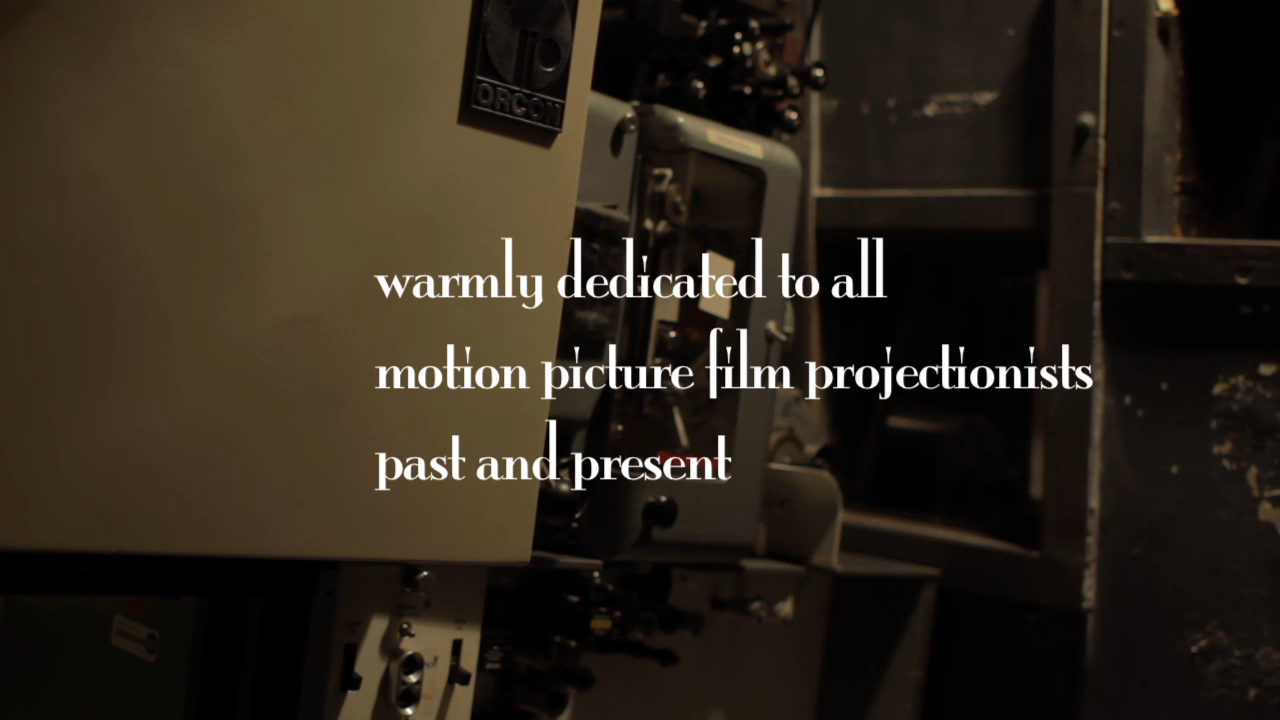 ORCON
warmly dedicated to all
motion picture film projectionists
past and present